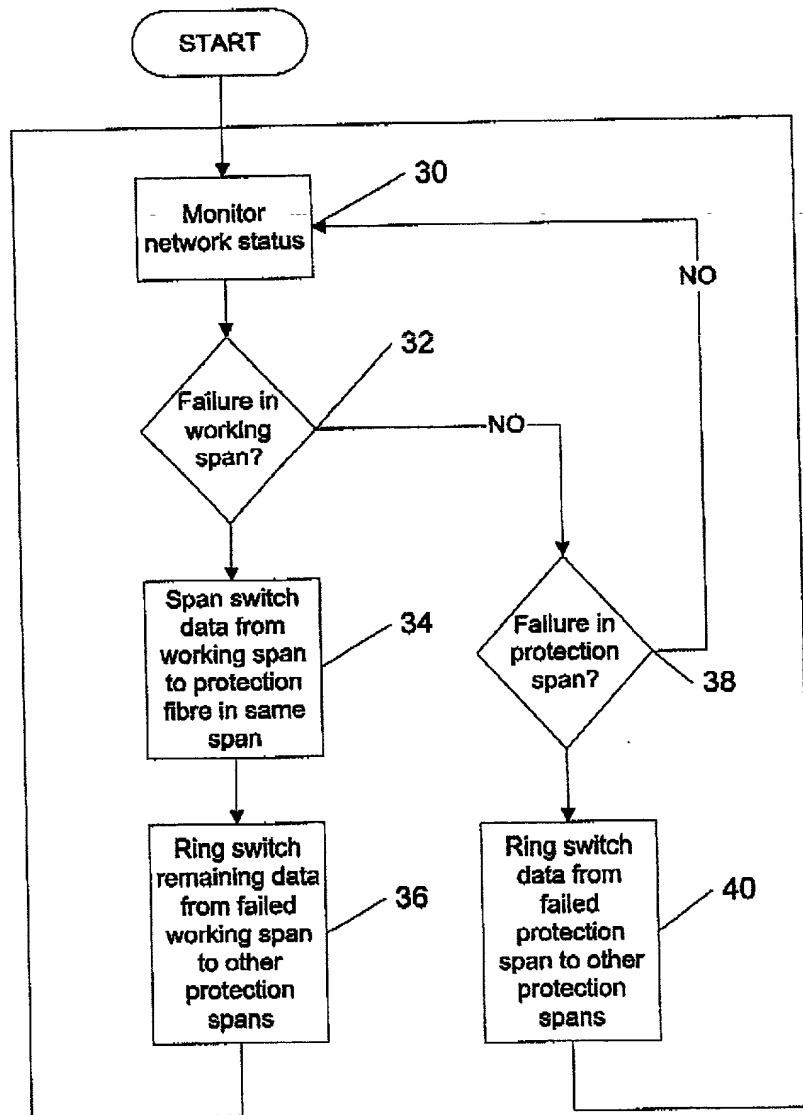 START
30
Monitor
network status
NO
32
Failure in
working
span?
NO
Span switch
data from
working span
to protection
fibre in same
span
34
Failure in
protection
span?
38
Ring switch
remaining data
from failed
working span
to other
protection
spans
36
Ring switch
data from
failed
protection
span to other
protection
spans
40